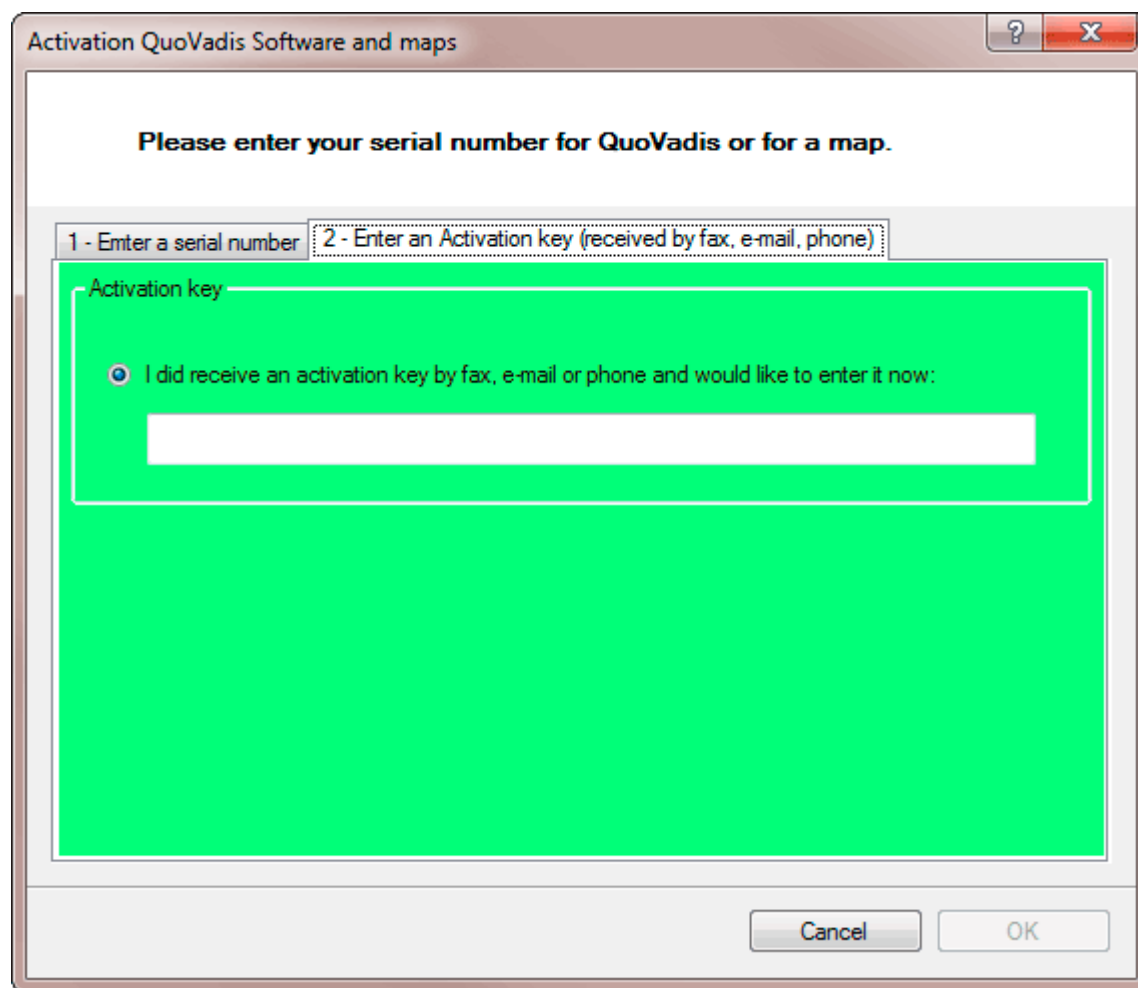 Activation QuoVadis Software and maps
?
Please enter your serial number for QuoVadis or for a map.
1 - Emter a serial number
2 - Enter an Activation key (received by fax, e-mail, phone)
Activation key
I did receive an activation key by fax, e-mail or phone and would like to enter it now:
Cancel
OK